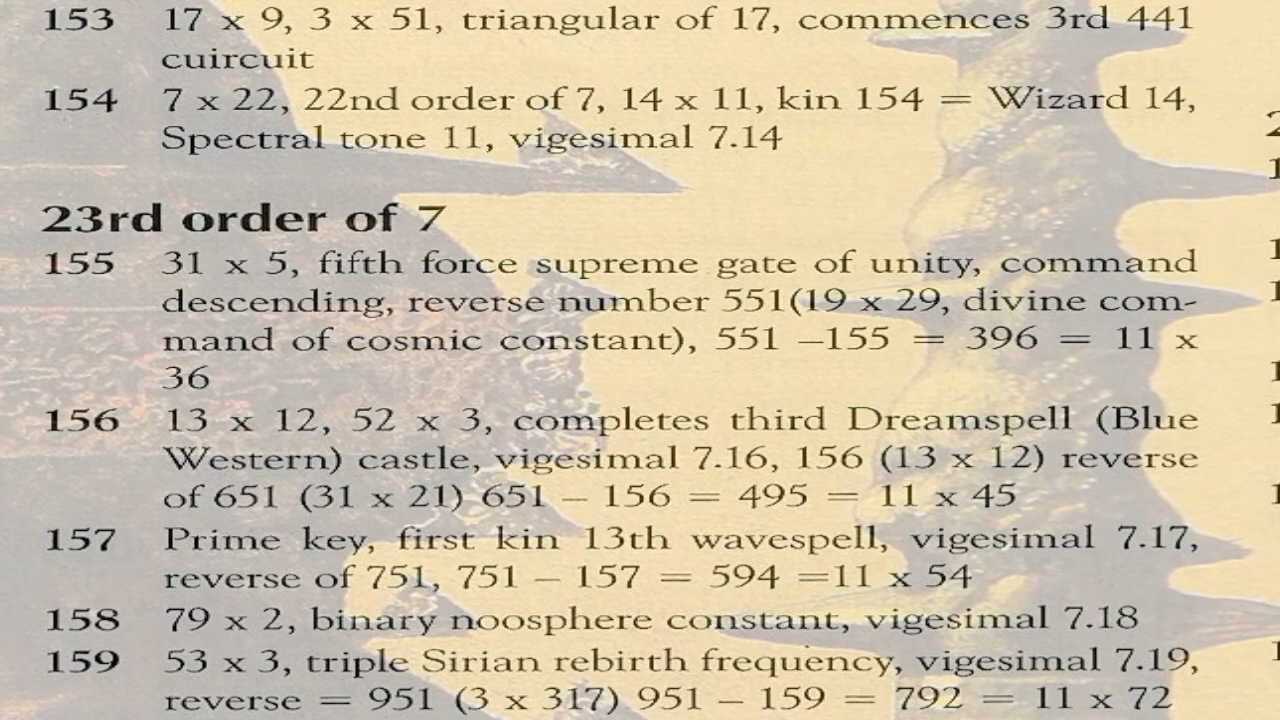 153 17 x 9, 3 x 51, triangular of 17, commences 3rd 441
cuircuit
154 7 x 22, 22nd order of 7, 14 x 11, kin 154 = Wizard 14,
Spectral tone 11, vigesimal 7.14
23rd order of 7
155 31 x 5, fifth force supreme gate of unity, command
descending, reverse number 551(19 x 29, divine com-
mand of cosmic constant), 551 –155 = 396 = 11 x
36
156 13 x 12, 52 x 3, completes third Dreamspell (Blue
Western) castle, vigesimal 7.16, 156 (13 x 12) reverse
of 651 (31 x 21) 651 – 156 = 495 = 11 x 45
157 Prime key, first kin 13th wavespell, vigesimal 7.17,
reverse of 751, 751 – 157 = 594 =11 x 54
158 79 x 2, binary noosphere constant, vigesimal 7.18
159 53 x 3, triple Sirian rebirth frequency, vigesimal 7.19,
reverse = 951 (3 x 317) 951 – 159 = 792 = 11 x 72